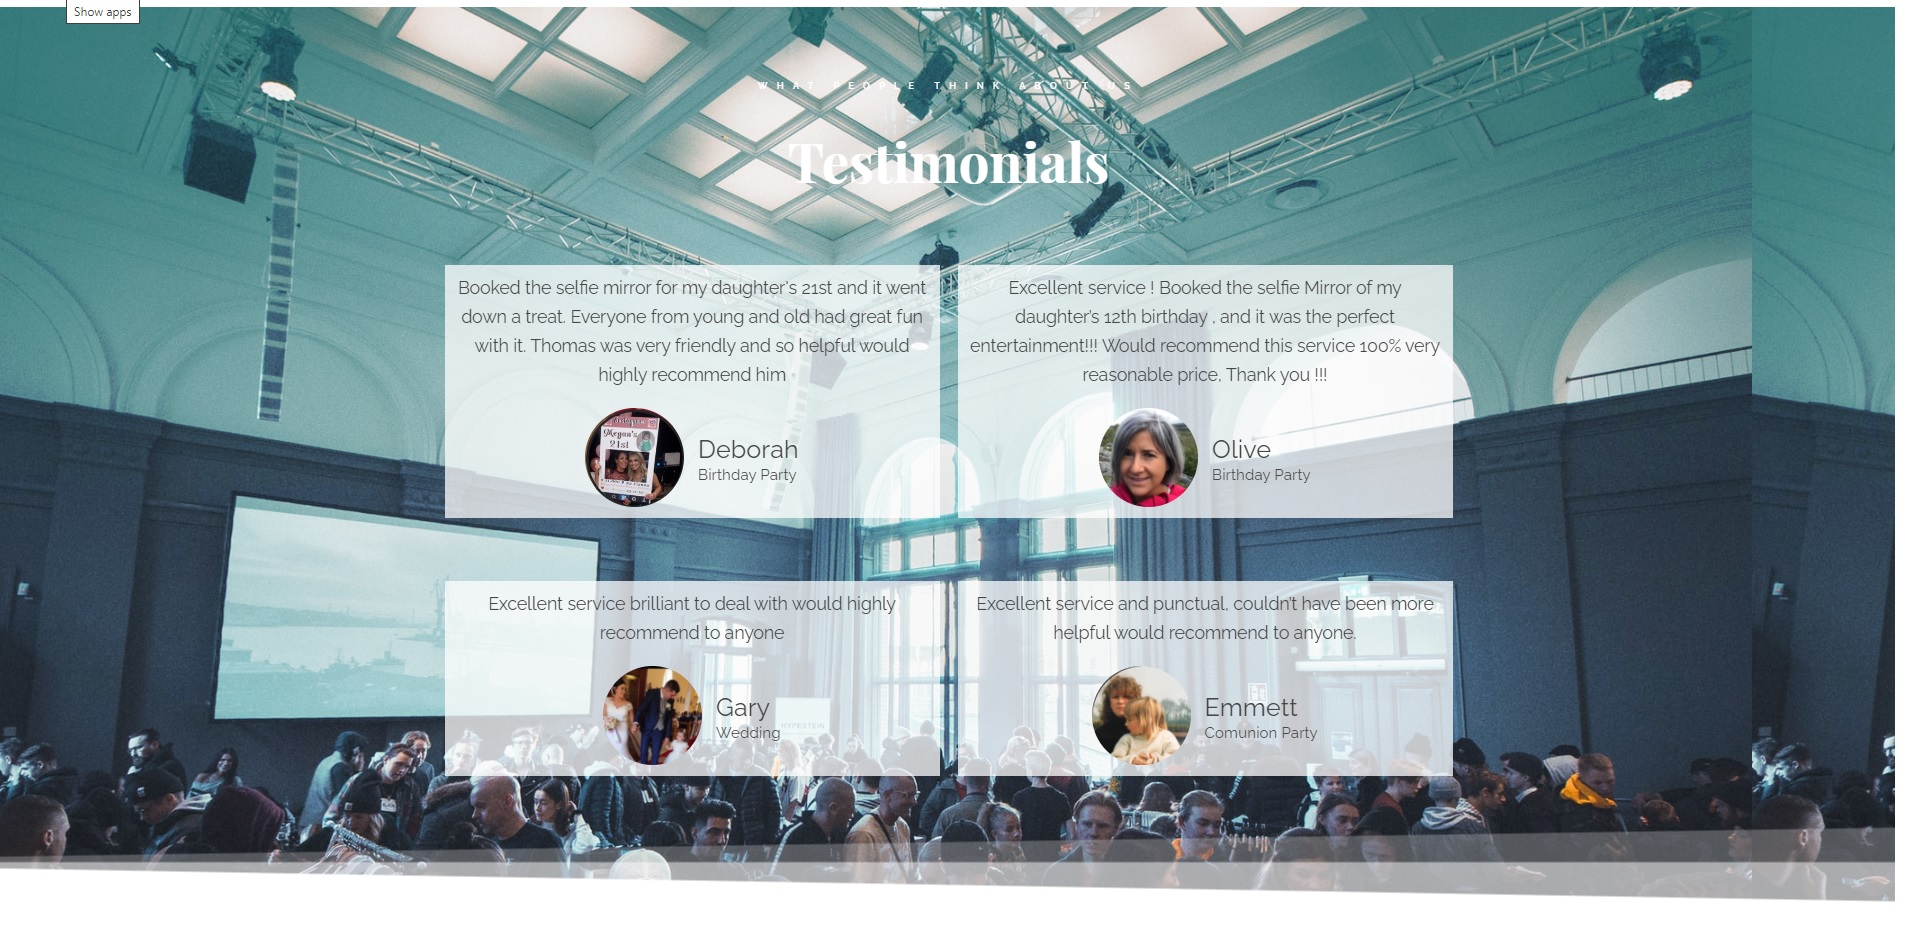 Show apps
WHAT PEOPLE THINK ABOUT US
Testimonials
Booked the selfie mirror for my daughter's 21st and it went
down a treat. Everyone from young and old had great fun
with it. Thomas was very friendly and so helpful would
highly recommend him
Megan's
21st
Deborah
Birthday Party
Excellent service ! Booked the selfie Mirror of my
daughter's 12th birthday , and it was the perfect
entertainment!!! Would recommend this service 100% very
reasonable price, Thank you !!!
Olive
Birthday Party
Excellent service brilliant to deal with would highly
recommend to anyone
Gary
Wedding
HYPESTEIN
Excellent service and punctual, couldn't have been more
helpful would recommend to anyone.
Emmett
Comunion Party